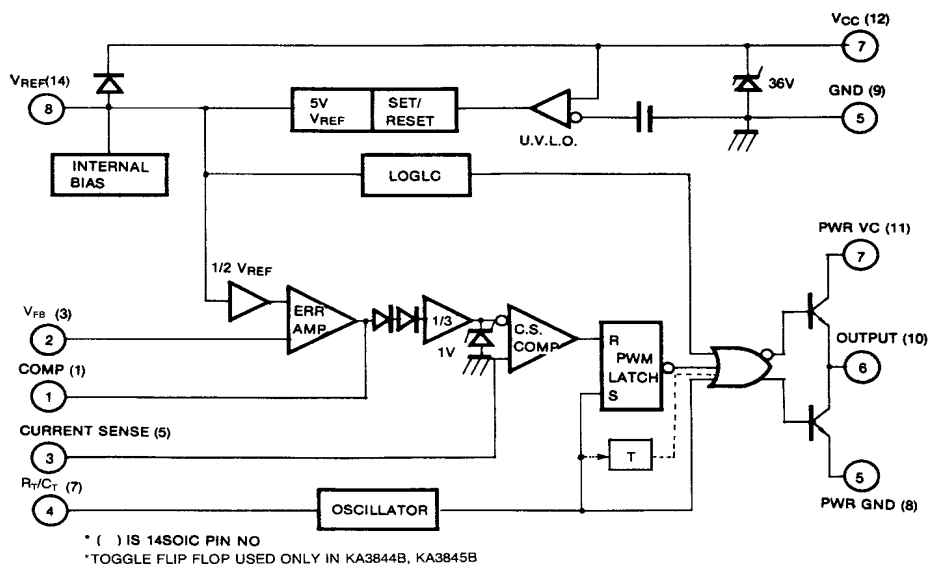 VCC (12)
7
VREF(14)
8
36V
GND (9)
5
5V
VREF
SET/
RESET
U.V.L.O.
INTERNAL
BIAS
LOGLC
PWR VC (11)
7
1/2 VREF
VFB (3)
2
ERR
AMP
1/3
1V
C.S.
COMP
R
PWM
LATCH
S
OUTPUT (10)
6
COMP (1)
1
CURRENT SENSE (5)
3
T
RT/CT (7)
4
OSCILLATOR
5
PWR GND (8)
* ( ) IS 14SOIC PIN NO
*TOGGLE FLIP FLOP USED ONLY IN KA3844B, KA3845B